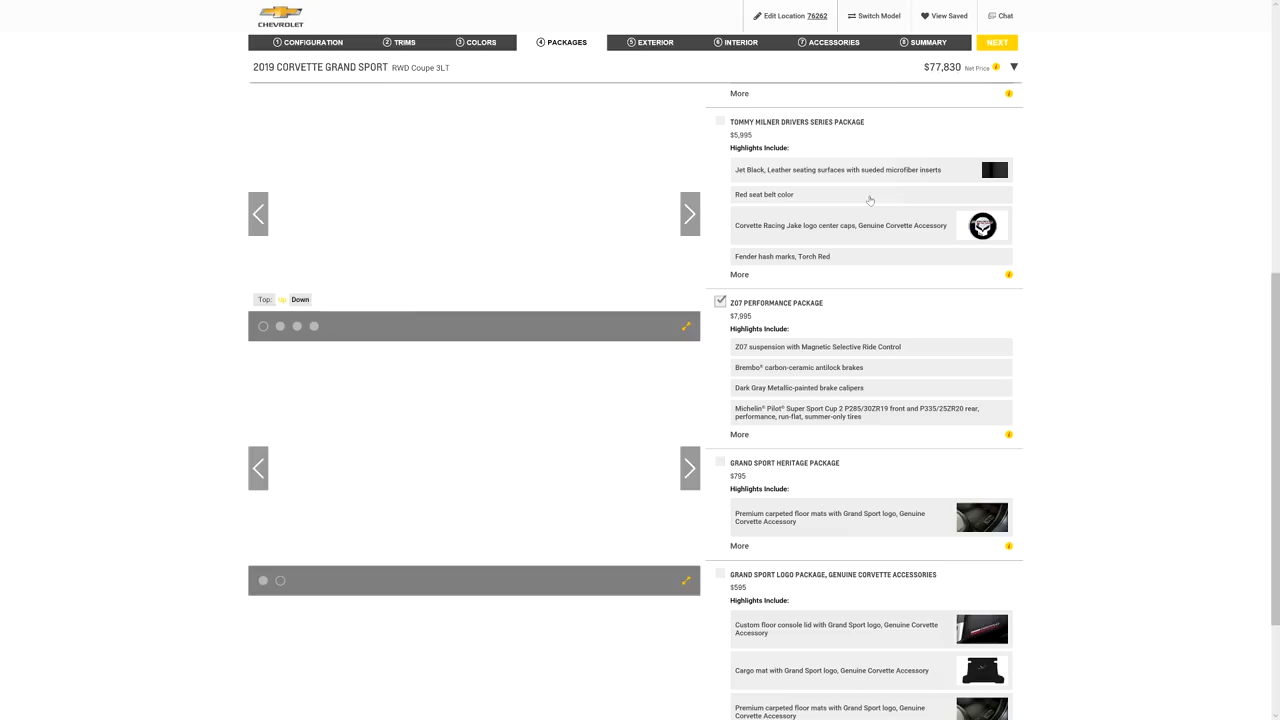 CHEVROLET
Edit Location 76262
Switch Model
View Saved
Chat
1 CONFIGURATION
2 TRIMS
3 COLORS
4 PACKAGES
5 EXTERIOR
6 INTERIOR
7 ACCESSORIES
8 SUMMARY
NEXT
2019 CORVETTE GRAND SPORT RWD Coupe 3LT
$77,830 Net Price
More
TOMMY MILNER DRIVERS SERIES PACKAGE
$5,995
Highlights Include:
Jet Black, Leather seating surfaces with sueded microfiber inserts
Red seat belt color
Corvette Racing Jake logo center caps, Genuine Corvette Accessory
Fender hash marks, Torch Red
More
Top: Up Down
Z07 PERFORMANCE PACKAGE
$7,995
Highlights Include:
Z07 suspension with Magnetic Selective Ride Control
Brembo® carbon-ceramic antilock brakes
Dark Gray Metallic-painted brake calipers
Michelin® Pilot® Super Sport Cup 2 P285/30ZR19 front and P335/25ZR20 rear,
performance, run-flat, summer-only tires
More
GRAND SPORT HERITAGE PACKAGE
$795
Highlights Include:
Premium carpeted floor mats with Grand Sport logo, Genuine
Corvette Accessory
More
GRAND SPORT LOGO PACKAGE, GENUINE CORVETTE ACCESSORIES
$595
Highlights Include:
Custom floor console lid with Grand Sport logo, Genuine Corvette
Accessory
Cargo mat with Grand Sport logo, Genuine Corvette Accessory
Premium carpeted floor mats with Grand Sport logo, Genuine
Corvette Accessory